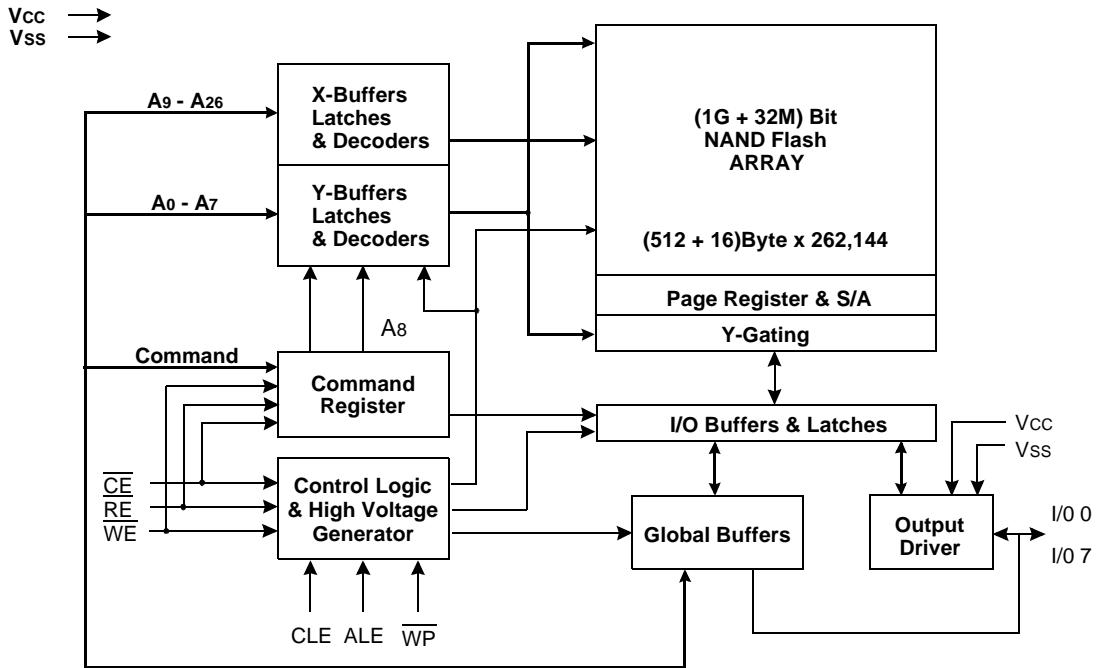 VCC
VSS
A9 - A26
X-Buffers
Latches
& Decoders
(1G + 32M) Bit
NAND Flash
ARRAY
A0 - A7
Y-Buffers
Latches
& Decoders
(512 + 16)Byte x 262,144
Page Register & S/A
Y-Gating
A8
Command
Command
Register
I/O Buffers & Latches
VCC
VSS
CE
RE
WE
Control Logic
& High Voltage
Generator
Global Buffers
Output
Driver
I/0 0
I/0 7
CLE
ALE
WP